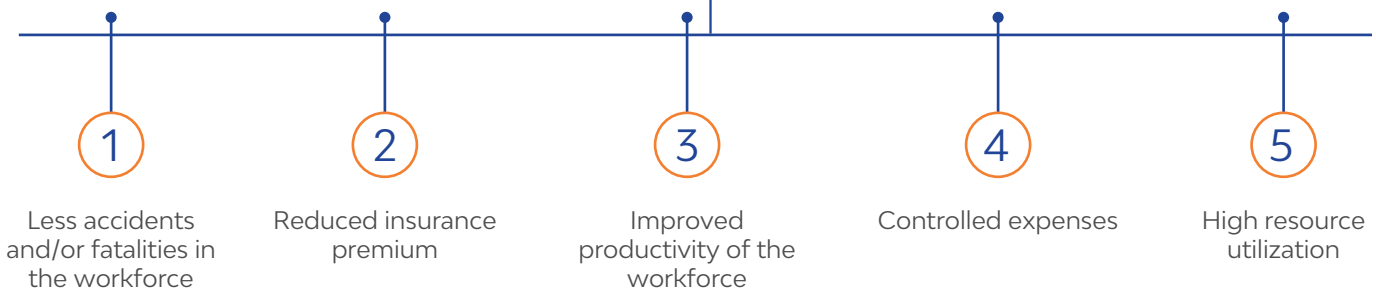 1
Less accidents
and/or fatalities in
the workforce
2
Reduced insurance
premium
3
Improved
productivity of the
workforce
4
Controlled expenses
5
High resource
utilization